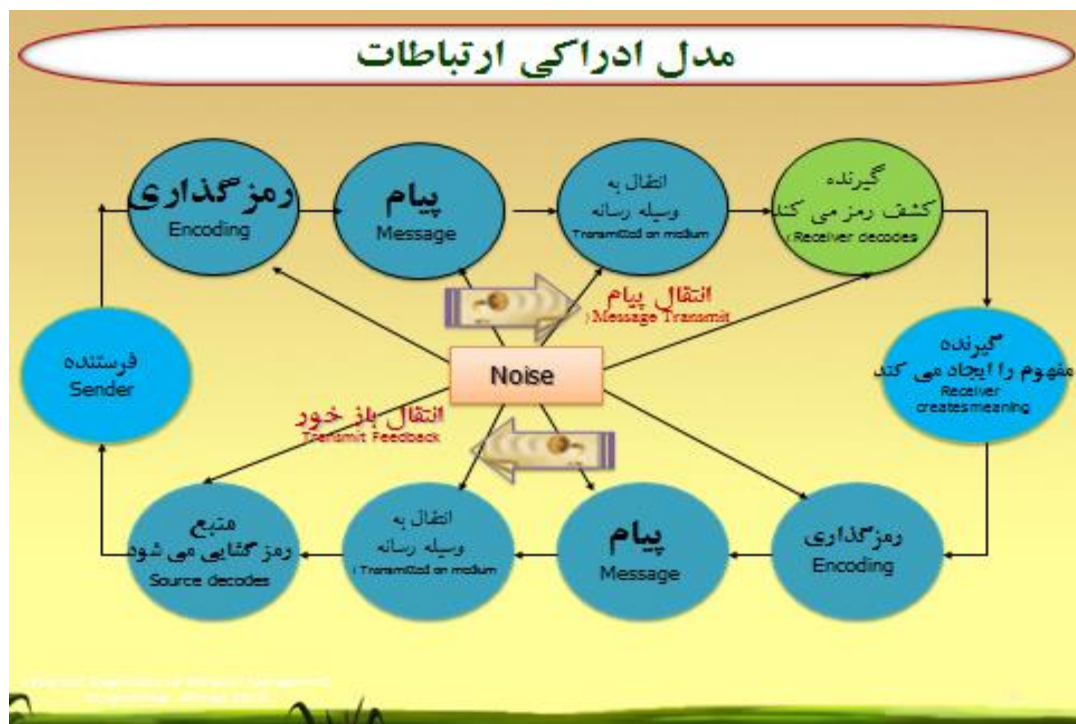 مدل ادراکی ارتباطات
رمزگذاری
Encoding
پیام
Message
انتقال به
وسیله رسانه
Transmitted on medium
گیرنده
کشف رمز می کند
(Receiver decodes
انتقال پیام
(Message Transmit
فرستنده
Sender
Noise
گیرنده
مفهوم را ایجاد می کند
Receiver
creates meaning
انتقال باز خور
Transmit Feedback
منبع
رمز گشایی می شود
Source decodes
انتقال به
وسیله رسانه
(Transmitted on medium
پیام
Message
رمزگذاری
Encoding